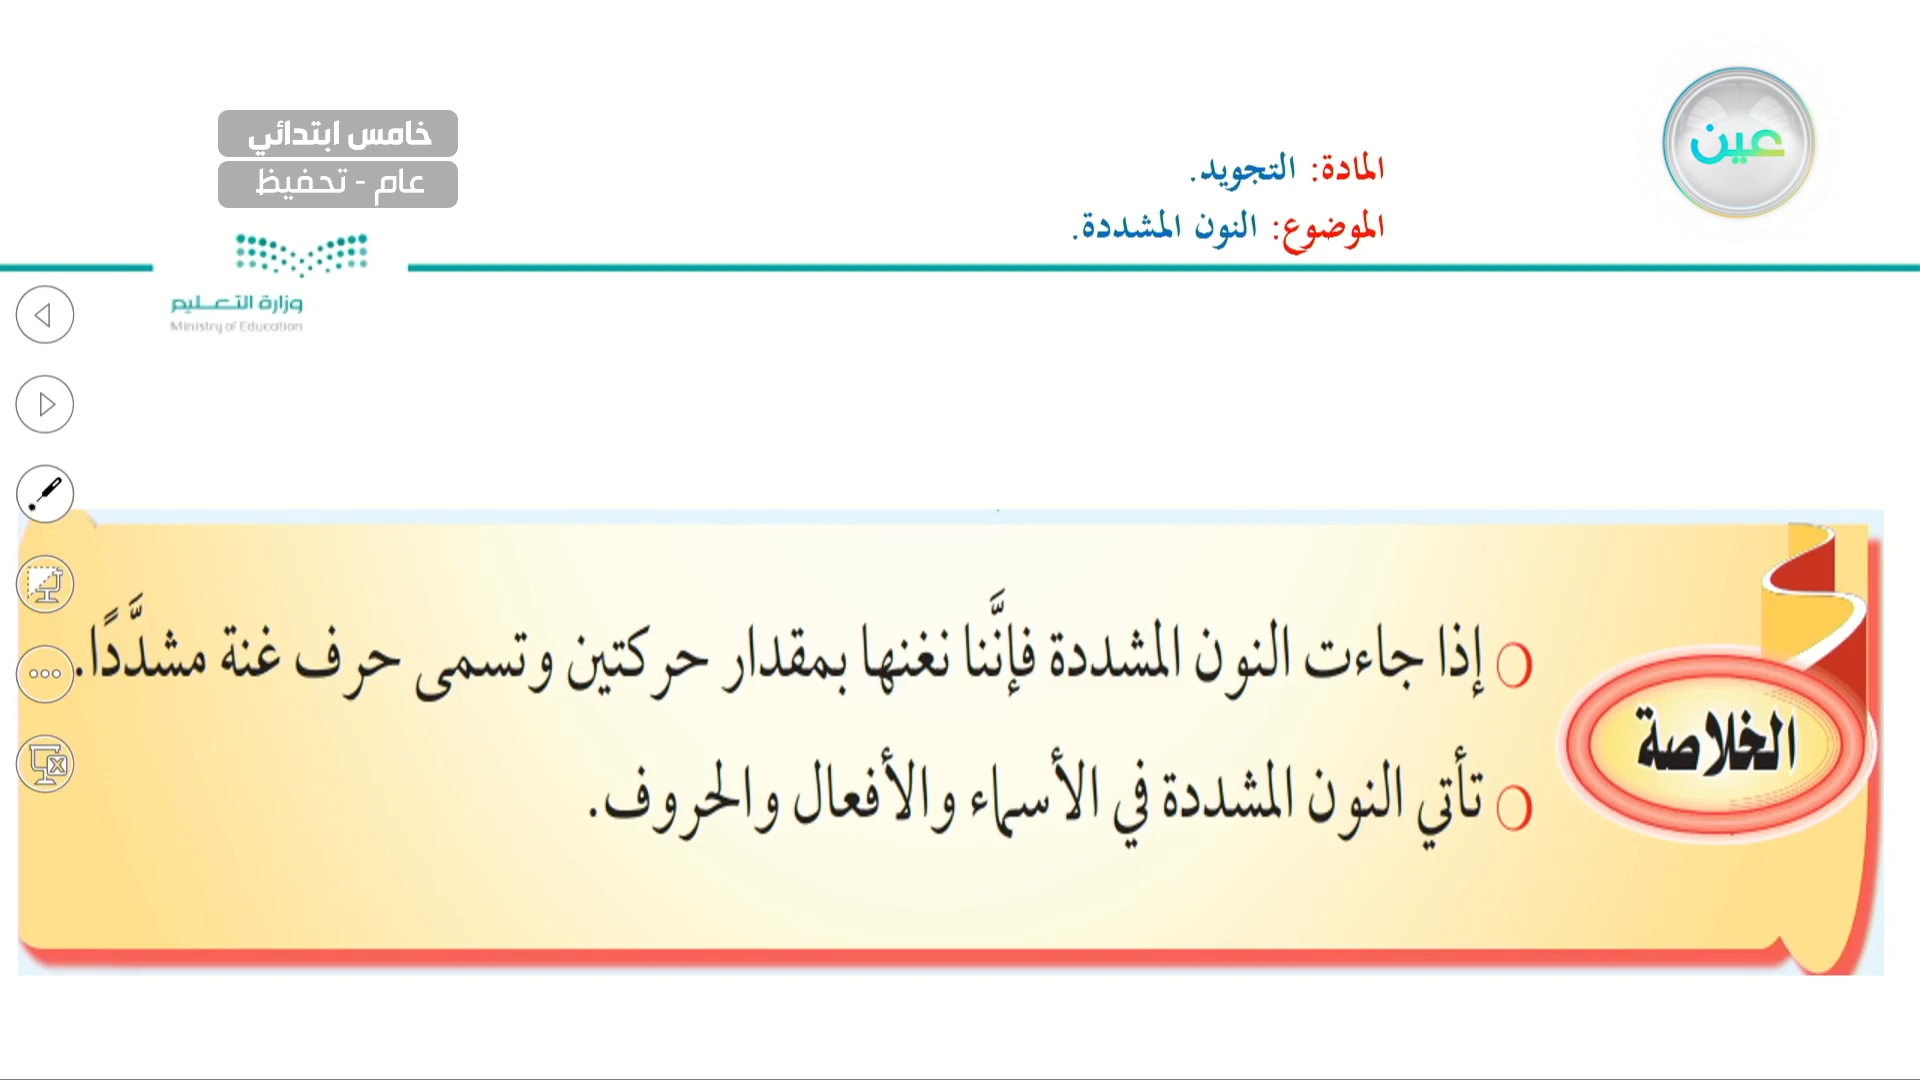 عين
خامس ابتدائي
عام - تحفيظ
المادة: التجويد.
الموضوع: النون المشددة.
وزارة التعليم
Ministry of Education
إذا جاءت النون المشددة فإنَّنا نغنها بمقدار حركتين وتسمى حرف غنة مشدَّدًا.
الخلاصة
تأتي النون المشددة في الأسماء والأفعال والحروف.